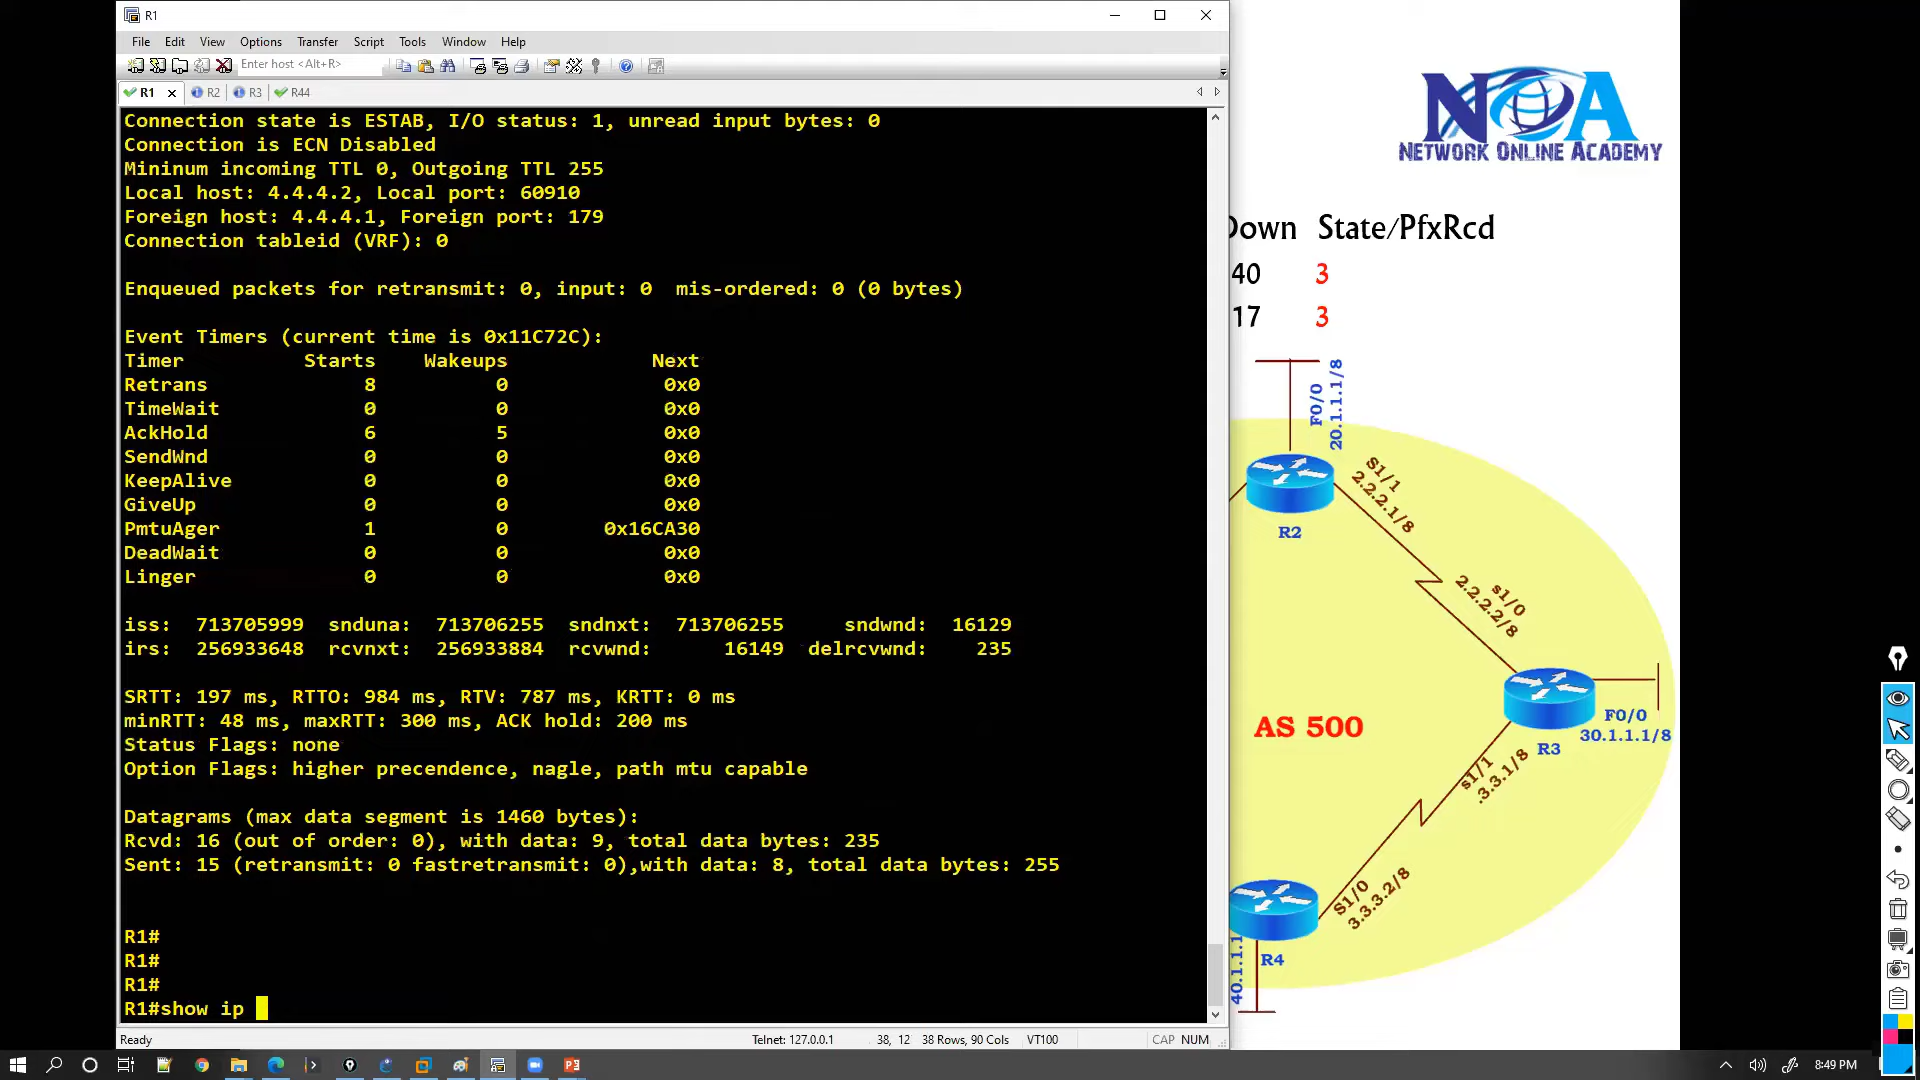 R1
File Edit View Options Transfer Script Tools Window Help
Enter host <Alt+R>
R1 R2 R3 R44
Connection state is ESTAB, I/O status: 1, unread input bytes: 0
Connection is ECN Disabled
Mininum incoming TTL 0, Outgoing TTL 255
Local host: 4.4.4.2, Local port: 60910
Foreign host: 4.4.4.1, Foreign port: 179
Connection tableid (VRF): 0
Enqueued packets for retransmit: 0, input: 0 mis-ordered: 0 (0 bytes)
Event Timers (current time is 0x11C72C):
Timer Starts Wakeups Next
Retrans 8 0 0x0
TimeWait 0 0 0x0
AckHold 6 5 0x0
SendWnd 0 0 0x0
KeepAlive 0 0 0x0
GiveUp 0 0 0x0
PmtuAger 1 0 0x16CA30
DeadWait 0 0 0x0
Linger 0 0 0x0
iss: 713705999 snduna: 713706255 sndnxt: 713706255 sndwnd: 16129
irs: 256933648 rcvnxt: 256933884 rcvwnd: 16149 delrcvwnd: 235
SRTT: 197 ms, RTTO: 984 ms, RTV: 787 ms, KRTT: 0 ms
minRTT: 48 ms, maxRTT: 300 ms, ACK hold: 200 ms
Status Flags: none
Option Flags: higher precendence, nagle, path mtu capable
Datagrams (max data segment is 1460 bytes):
Rcvd: 16 (out of order: 0), with data: 9, total data bytes: 235
Sent: 15 (retransmit: 0 fastretransmit: 0),with data: 8, total data bytes: 255
R1#
R1#
R1#
R1#show ip
Ready Telnet: 127.0.0.1 38, 12 38 Rows, 90 Cols VT100 CAP NUM
NOA
NETWORK ONLINE ACADEMY
Down State/PfxRcd
40 3
17 3
F0/0
20.1.1.1/8
S1/1
2.2.2.1/8
R2
s1/0
2.2.2.2/8
AS 500
R3
F0/0
30.1.1.1/8
s1/1
.3.3.1/8
S1/0
3.3.3.2/8
R4
40.1.1.1
8:49 PM